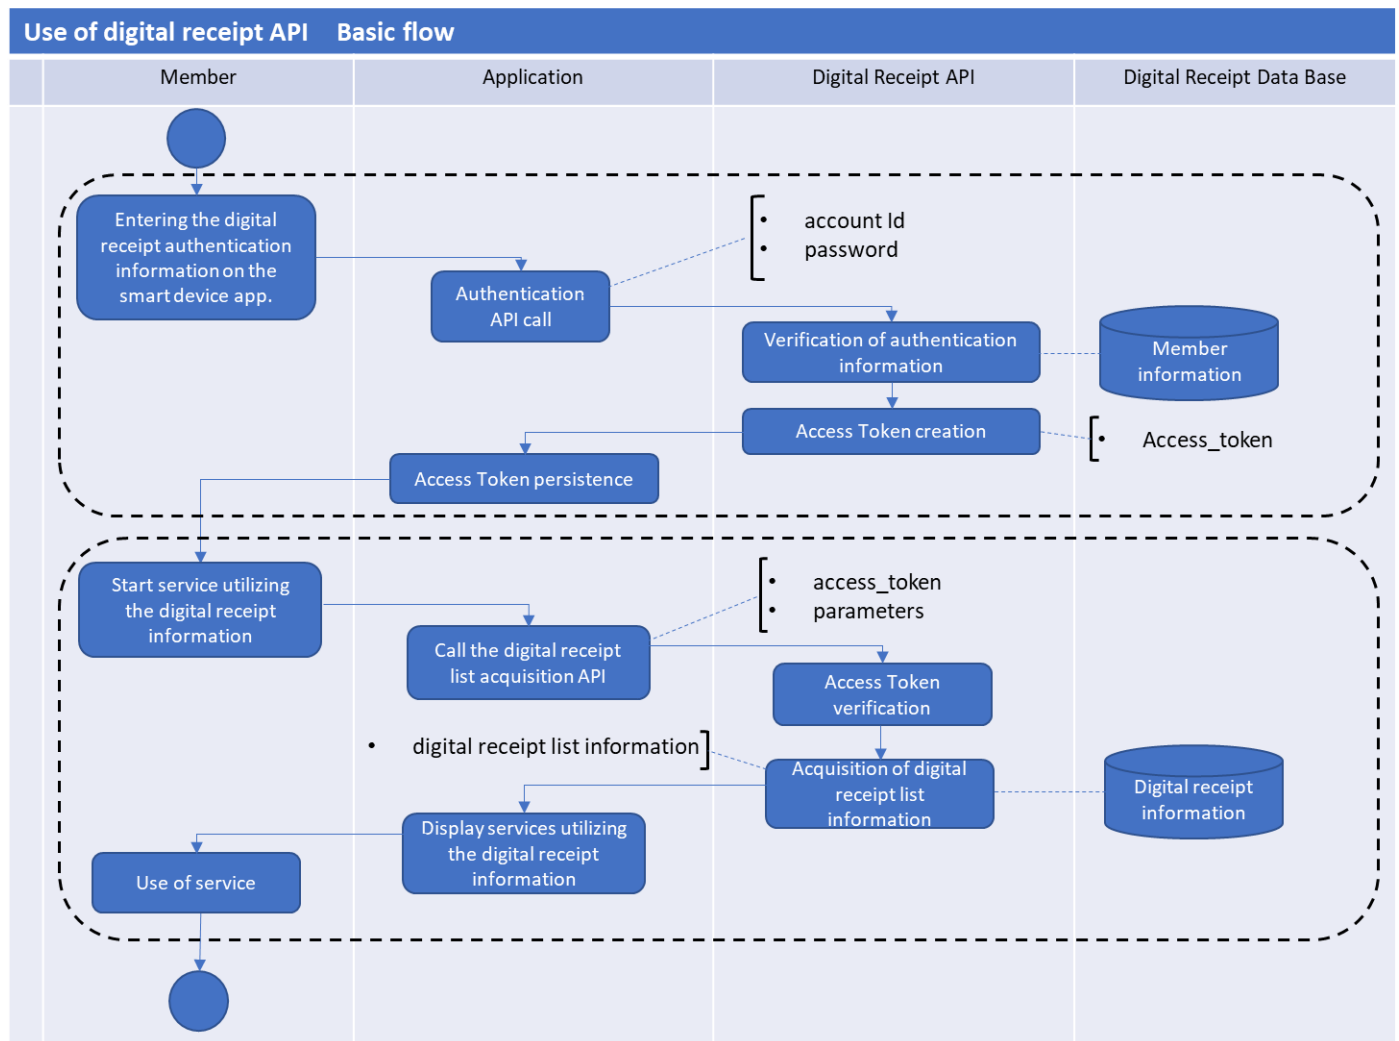 Use of digital receipt API Basic flow
Member
Application
Digital Receipt API
Digital Receipt Data Base
Entering the digital
receipt authentication
information on the
smart device app.
• account Id
• password
Authentication
API call
Verification of authentication
information
Member
information
Access Token creation
• Access_token
Access Token persistence
Start service utilizing
the digital receipt
information
• access_token
• parameters
Call the digital receipt
list acquisition API
Access Token
verification
• digital receipt list information
Acquisition of digital
receipt list
information
Digital receipt
information
Display services utilizing
the digital receipt
information
Use of service